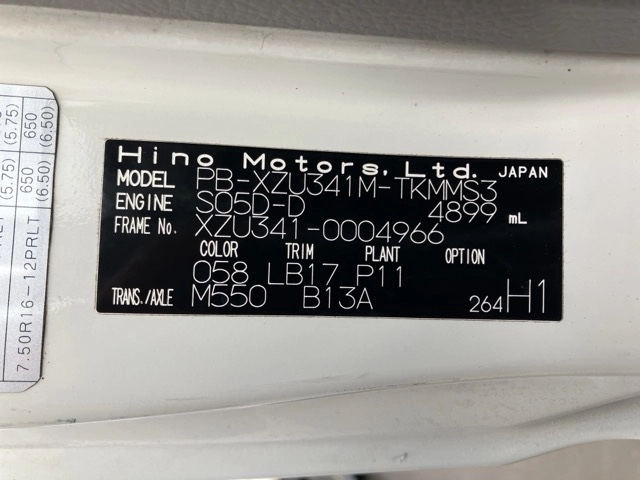 Hino Motors, Ltd. JAPAN
MODEL PB-XZU341M-TKMMS3
ENGINE S05D-D 4899 mL
FRAME No. XZU341-0004966
COLOR TRIM PLANT OPTION
058 LB17 P11
TRANS./AXLE M550 B13A 264H1
7.50R16-12PRLT
(5.75) 650 (6.50)
(5.75) 650 (6.50)